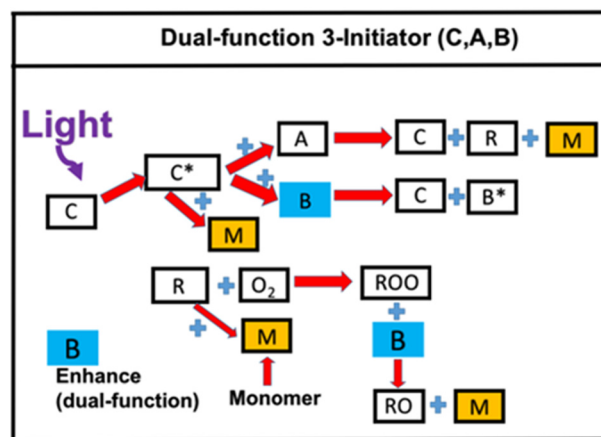 Dual-function 3-Initiator (C,A,B)
Light
C
C*
A
C + R + M
B
C + B*
M
R + O₂
ROO
+
M
B
B
Enhance
(dual-function)
Monomer
RO + M